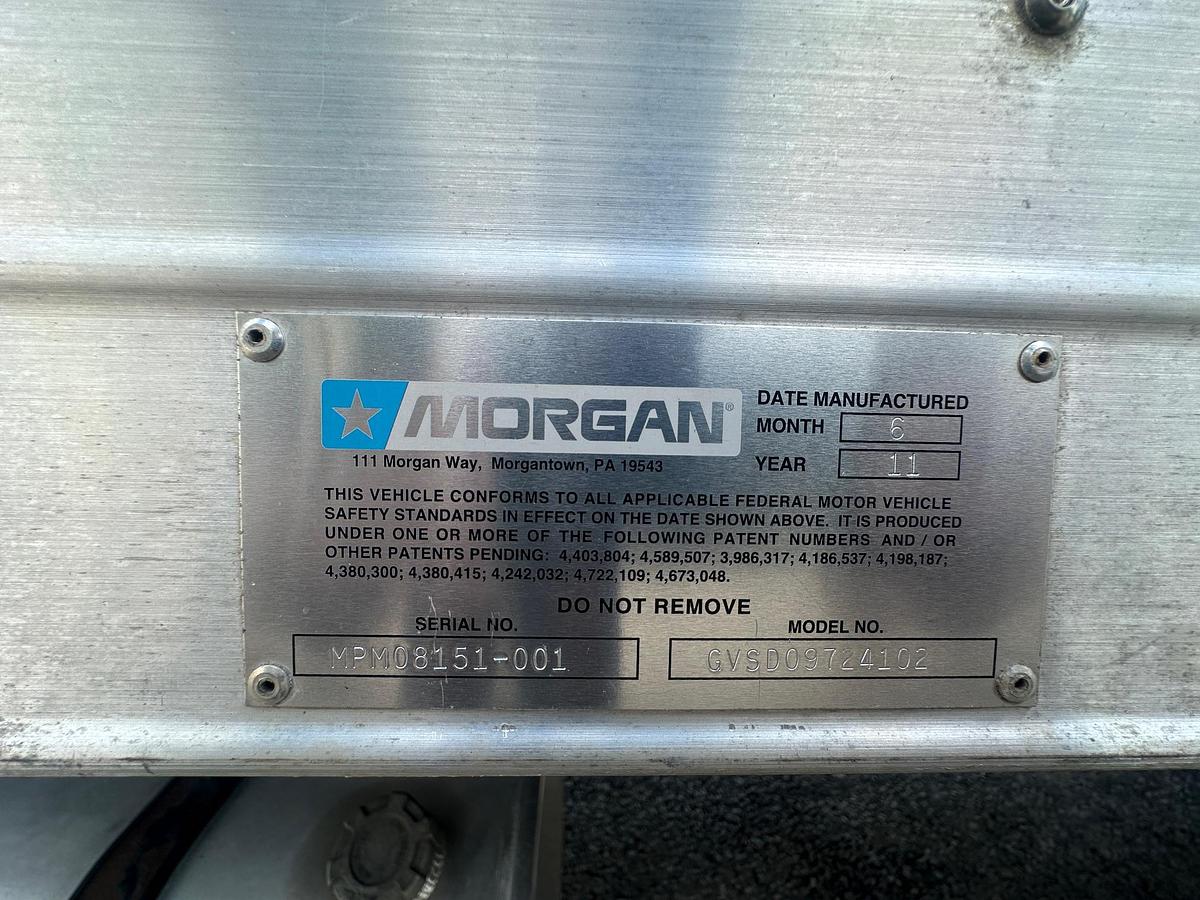 MORGAN®
111 Morgan Way, Morgantown, PA 19543
DATE MANUFACTURED
MONTH 6
YEAR 11
THIS VEHICLE CONFORMS TO ALL APPLICABLE FEDERAL MOTOR VEHICLE
SAFETY STANDARDS IN EFFECT ON THE DATE SHOWN ABOVE. IT IS PRODUCED
UNDER ONE OR MORE OF THE FOLLOWING PATENT NUMBERS AND / OR
OTHER PATENTS PENDING: 4,403,804; 4,589,507; 3,986,317; 4,186,537; 4,198,187;
4,380,300; 4,380,415; 4,242,032; 4,722,109; 4,673,048.
DO NOT REMOVE
SERIAL NO.
MPM08151-001
MODEL NO.
GVSD09724102